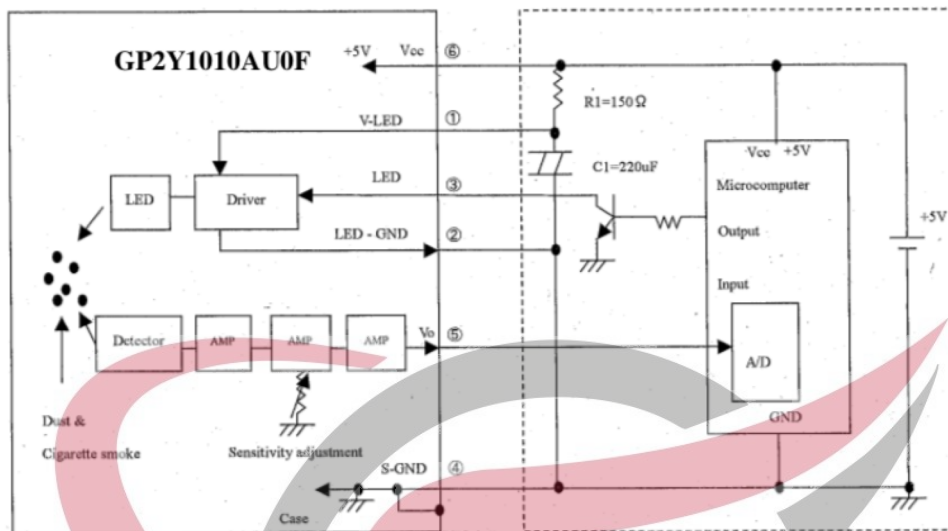 GP2Y1010AU0F
+5V Vcc ⑥
V-LED ①
R1=150Ω
C1=220uF
LED ③
LED
Driver
LED - GND ②
Vcc +5V
Microcomputer
Output
Input
A/D
GND
+5V
Detector
AMP
AMP
AMP
Vo ⑤
Dust &
Cigarette smoke
Sensitivity adjustment
S-GND ④
Case